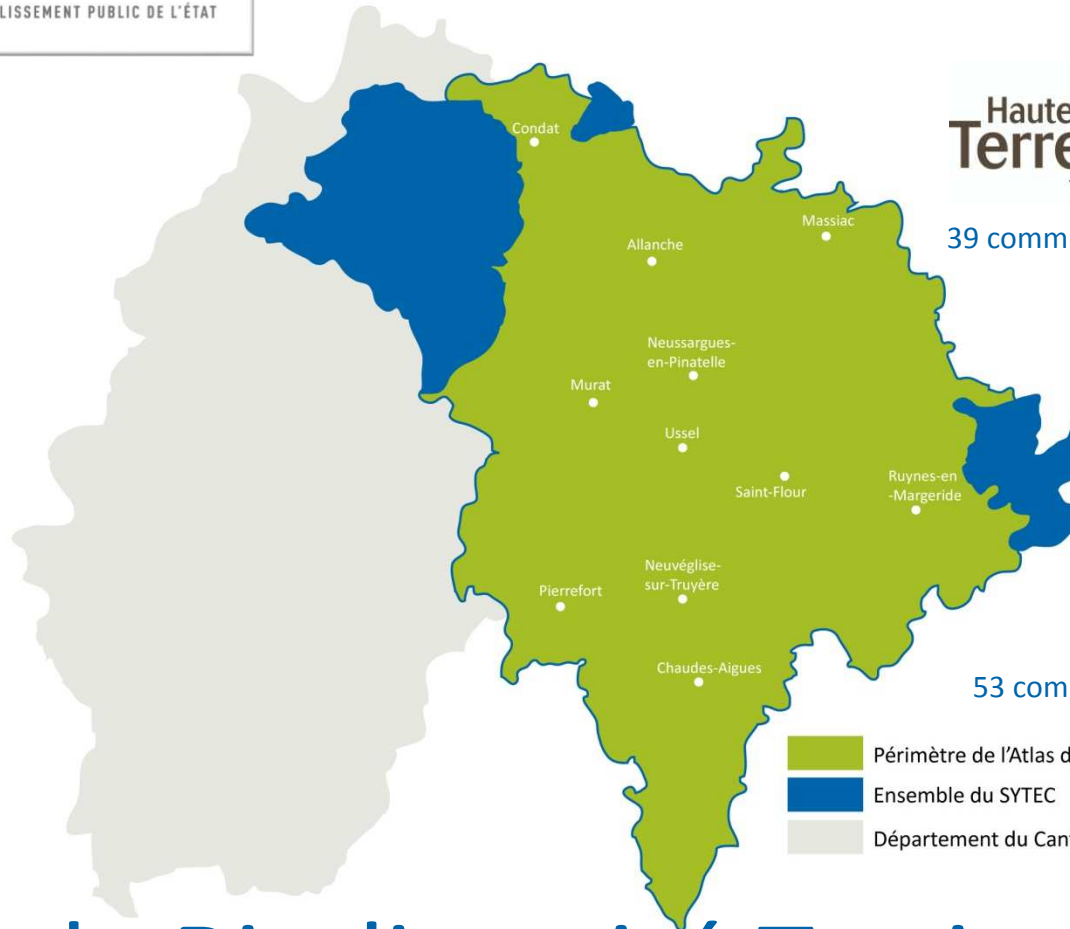 LISSEMENT PUBLIC DE L'ÉTAT
Haute
Terre
Condat
Massiac
39 comm
Allanche
Neussargues-
en-Pinatelle
Murat
Ussel
Saint-Flour
Ruynes-en
-Margeride
Neuvéglise-
sur-Truyère
Pierrefort
Chaudes-Aigues
53 com
Périmètre de l'Atlas d
Ensemble du SYTEC
Département du Can